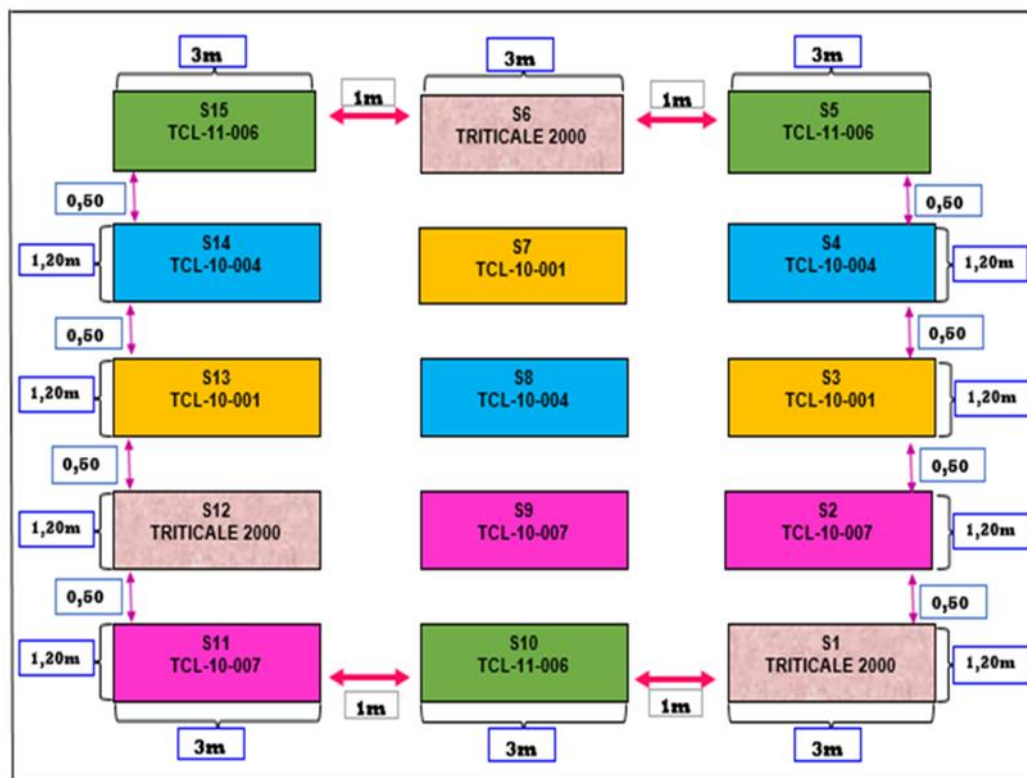 3m 3m 3m
1m 1m
S15 S6 S5
TCL-11-006 TRITICALE 2000 TCL-11-006
0,50 0,50
S14 S7 S4
TCL-10-004 TCL-10-001 TCL-10-004
1,20m 1,20m
0,50 0,50
S13 S8 S3
TCL-10-001 TCL-10-004 TCL-10-001
1,20m 1,20m
0,50 0,50
S12 S9 S2
TRITICALE 2000 TCL-10-007 TCL-10-007
1,20m 1,20m
0,50 0,50
S11 S10 S1
TCL-10-007 TCL-11-006 TRITICALE 2000
1,20m 1,20m
1m 1m
3m 3m 3m